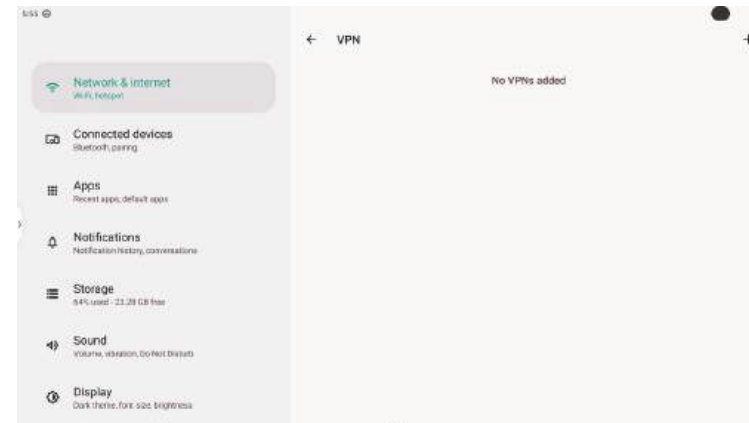 5:55
VPN
No VPNs added
Network & internet
Wi-Fi, hotspot
Connected devices
Bluetooth, pairing
Apps
Recent apps, default apps
Notifications
Notification history, conversations
Storage
64% used - 23.28 GB free
Sound
Volume, vibration, Do Not Disturb
Display
Dark theme, font size, brightness